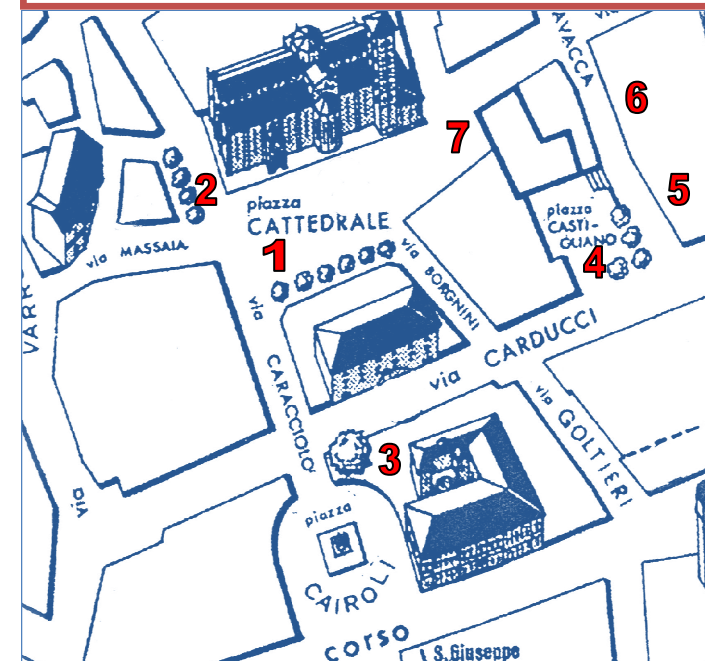 AVACCA
via
6
7
2
5
piazza
CATTEDRALE
piazza
CASTI-
GLIANO
via MASSAIA
1
4
via BORGNINI
VARR
via CARACCIOLO
via CARDUCCI
via GOLTIERI
3
piazza
CAIROLI
corso
S. Giuseppe